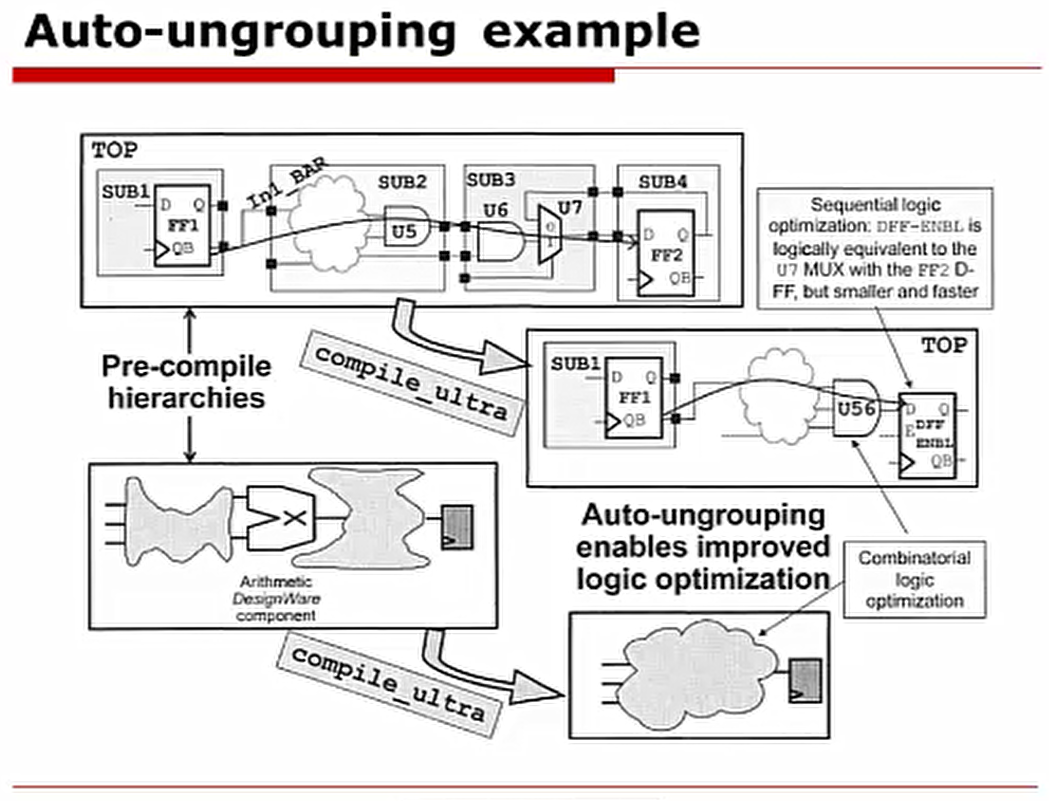 Auto-ungrouping example
TOP
SUB1
D Q
FF1
QB
In1_BAR
SUB2
U5
SUB3
U6
U7
0
1
SUB4
D Q
FF2
QB
Sequential logic
optimization: DFF-ENBL is
logically equivalent to the
U7 MUX with the FF2 D-
FF, but smaller and faster
Pre-compile
hierarchies
compile_ultra
TOP
SUB1
D Q
FF1
QB
U56
D Q
E DFF
ENBL
QB
Auto-ungrouping
enables improved
logic optimization
X
Arithmetic
DesignWare
component
Combinatorial
logic
optimization
compile_ultra